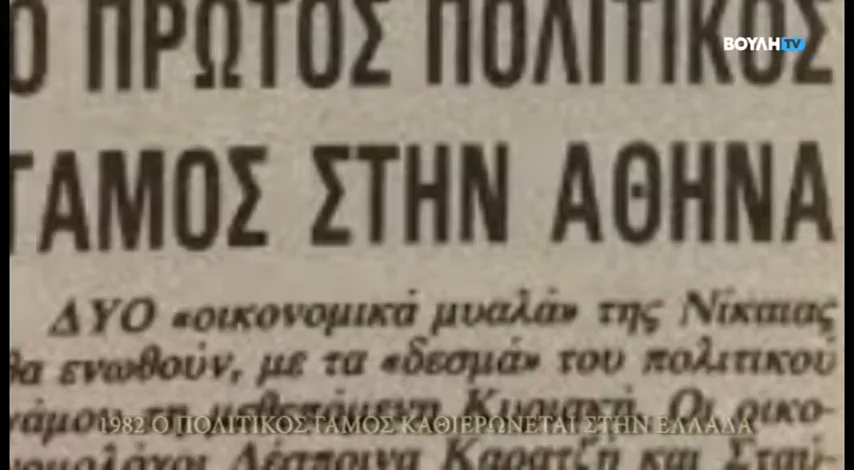 ΒΟΥΛΗ TV
Ο ΠΡΩΤΟΣ ΠΟΛΙΤΙΚΟΣ
ΓΑΜΟΣ ΣΤΗΝ ΑΘΗΝΑ
ΔΥΟ «οικονομικά μυαλά» της Νίκαιας
θα ενωθούν, με τα «δεσμά» του πολιτικού
γάμου τη μεθεπόμενη Κυριακή. Οι οικο-
1982 Ο ΠΟΛΙΤΙΚΟΣ ΓΑΜΟΣ ΚΑΘΙΕΡΩΝΕΤΑΙ ΣΤΗΝ ΕΛΛΑΔΑ
νομολόγοι Δέσποινα Καρατζή και Σταύ-